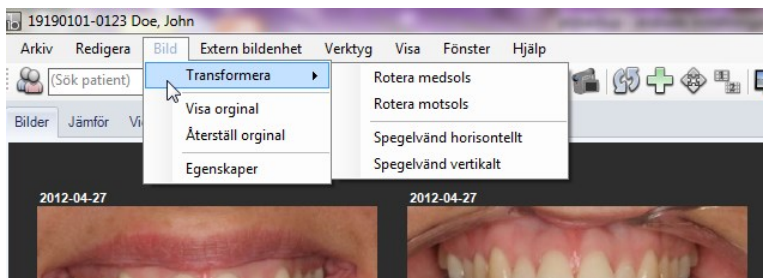 19190101-0123 Doe, John
Arkiv Redigera Bild Extern bildenhet Verktyg Visa Fönster Hjälp
(Sök patient)
Transformera
Visa orginal
Återställ orginal
Egenskaper
Rotera medsols
Rotera motsols
Spegelvänd horisontellt
Spegelvänd vertikalt
Bilder Jämför
2012-04-27 2012-04-27